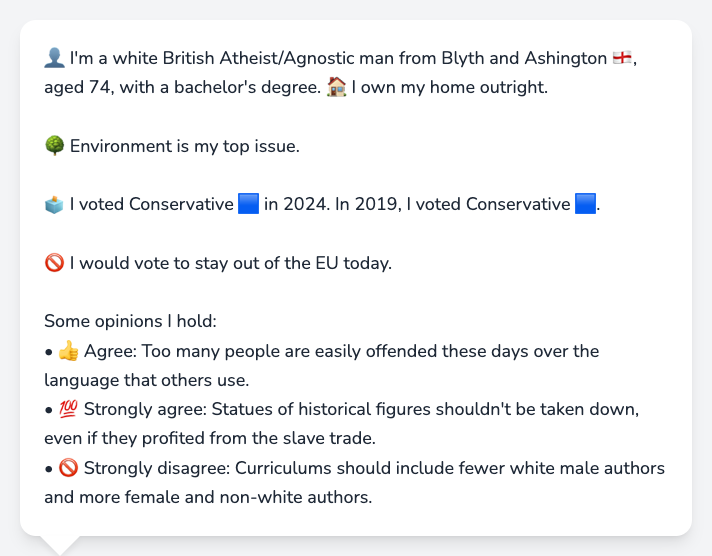 👤 I'm a white British Atheist/Agnostic man from Blyth and Ashington 🏴󠁧󠁢󠁥󠁮󠁧󠁿,
aged 74, with a bachelor's degree. 🏠 I own my home outright.
🌳 Environment is my top issue.
🗳️ I voted Conservative 🟦 in 2024. In 2019, I voted Conservative 🟦.
🚫 I would vote to stay out of the EU today.
Some opinions I hold:
• 👍 Agree: Too many people are easily offended these days over the
language that others use.
• 💯 Strongly agree: Statues of historical figures shouldn't be taken down,
even if they profited from the slave trade.
• 🚫 Strongly disagree: Curriculums should include fewer white male authors
and more female and non-white authors.